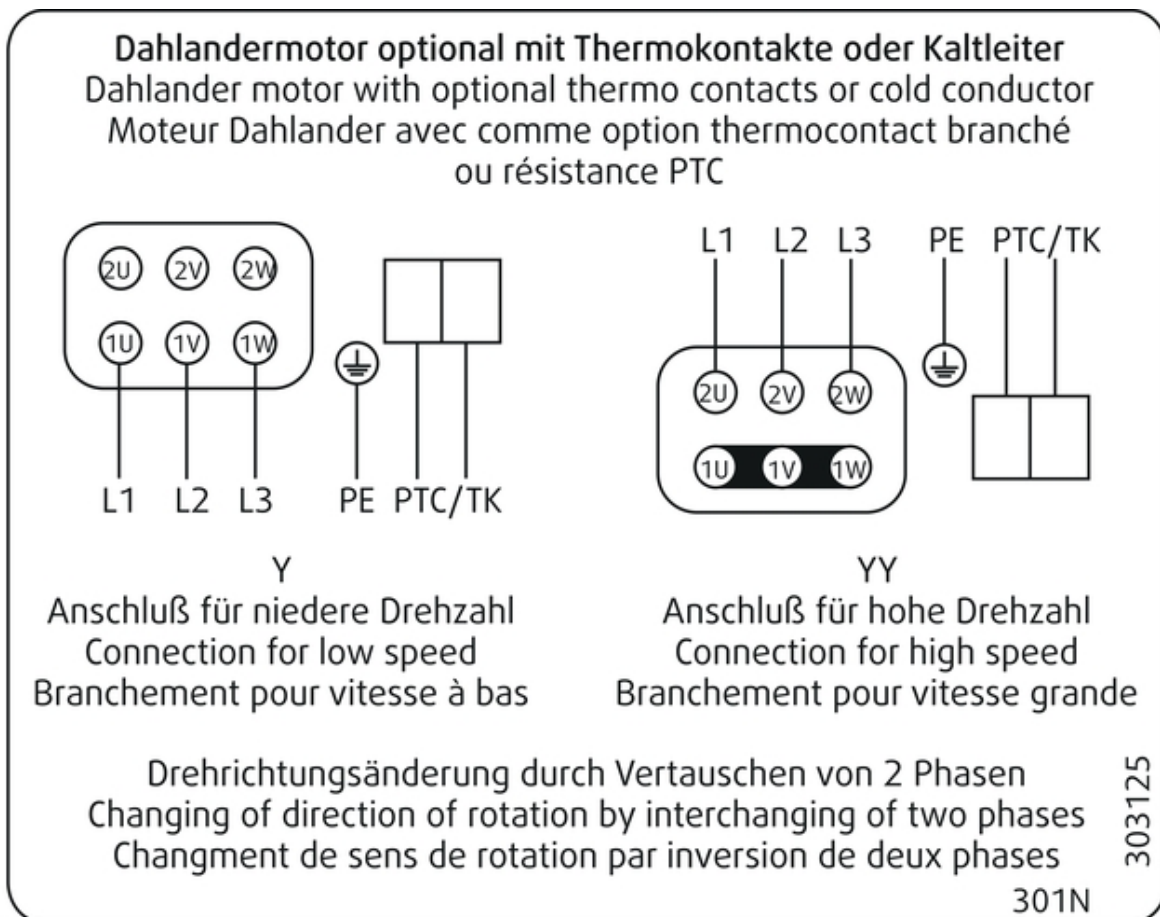 Dahlandermotor optional mit Thermokontakte oder Kaltleiter
Dahlander motor with optional thermo contacts or cold conductor
Moteur Dahlander avec comme option thermocontact branché
ou résistance PTC
2U 2V 2W
1U 1V 1W
L1 L2 L3 PE PTC/TK
Y
Anschluß für niedere Drehzahl
Connection for low speed
Branchement pour vitesse à bas
L1 L2 L3 PE PTC/TK
2U 2V 2W
1U 1V 1W
YY
Anschluß für hohe Drehzahl
Connection for high speed
Branchement pour vitesse grande
Drehrichtungsänderung durch Vertauschen von 2 Phasen
Changing of direction of rotation by interchanging of two phases
Changment de sens de rotation par inversion de deux phases
303125
301N